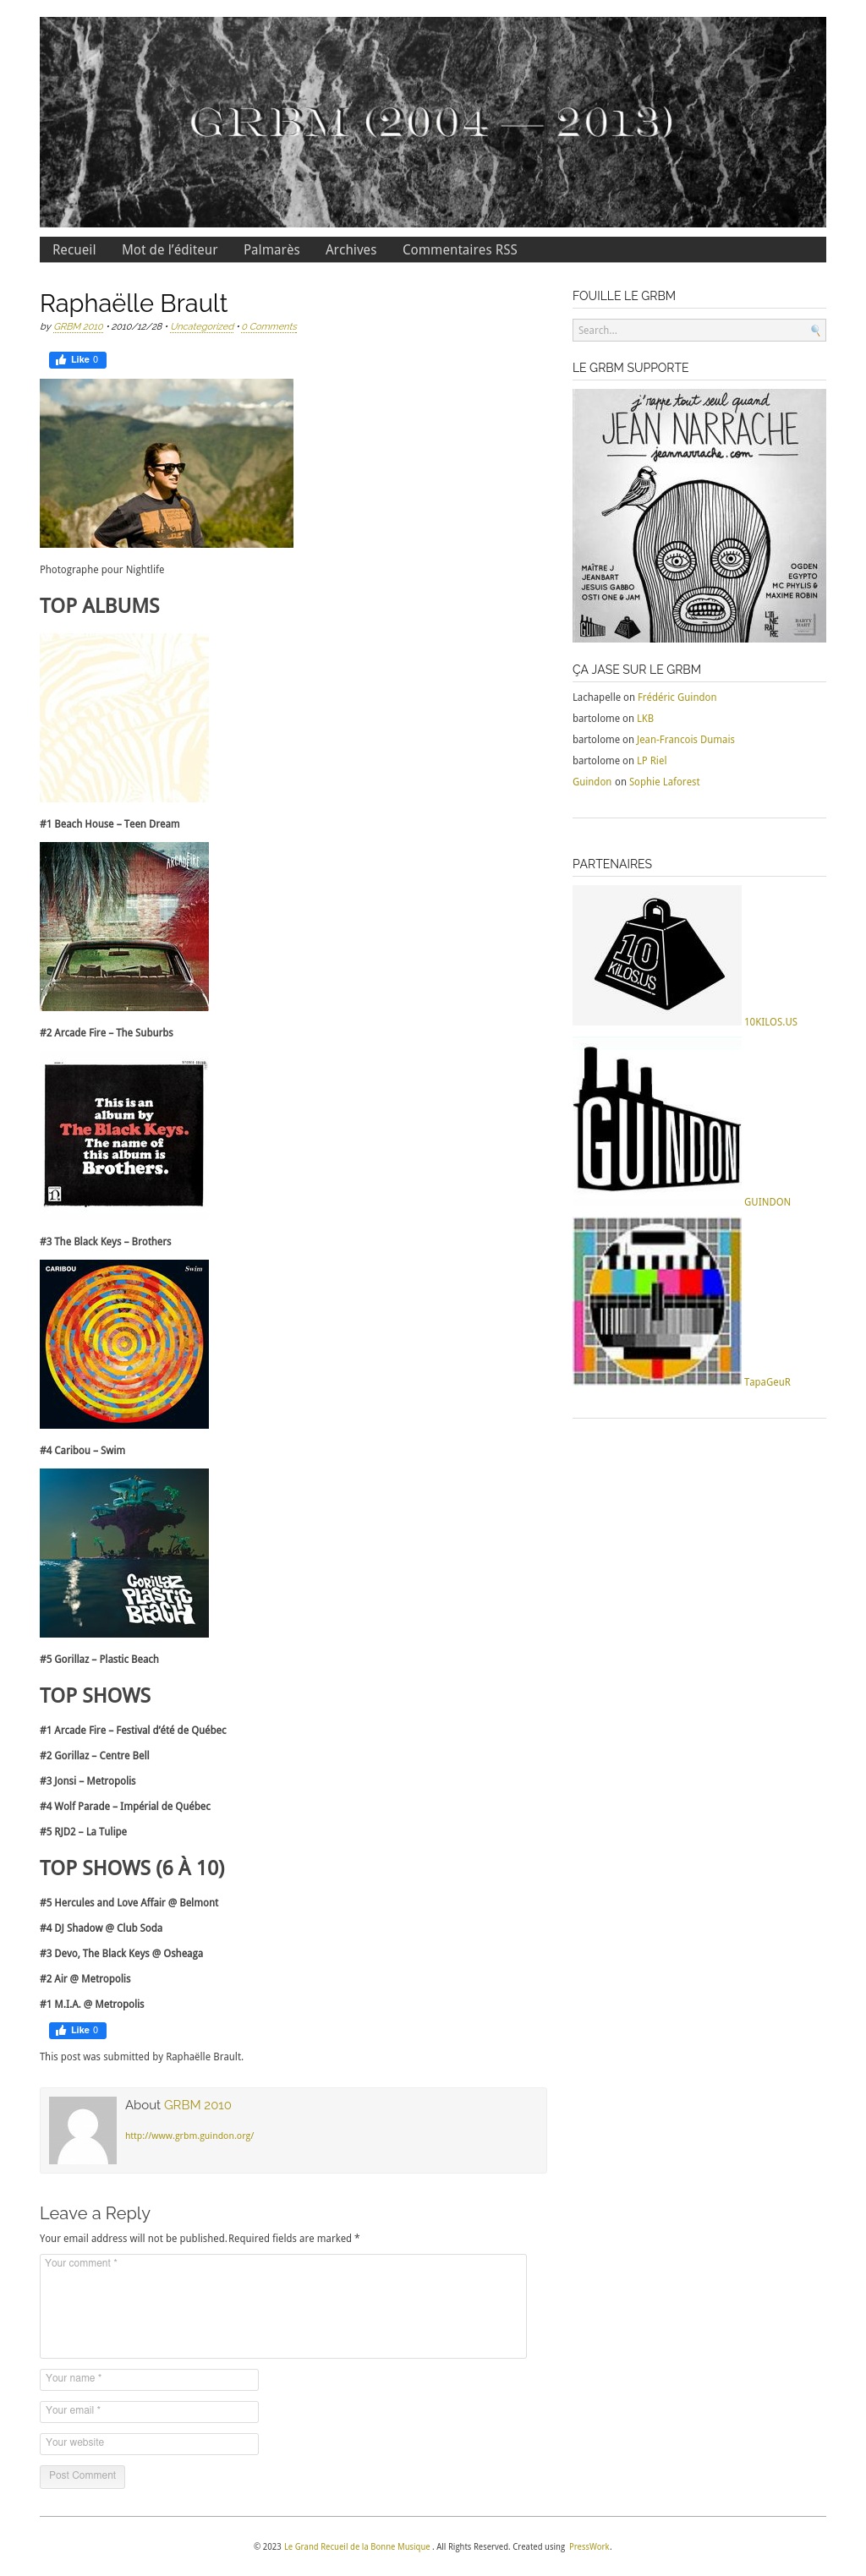 GRBM (2004 — 2013)
Recueil Mot de l’éditeur Palmarès Archives Commentaires RSS
Raphaëlle Brault
by GRBM 2010 • 2010/12/28 • Uncategorized • 0 Comments
Like 0
Photographe pour Nightlife
TOP ALBUMS
#1 Beach House – Teen Dream
ARCADE FIRE
#2 Arcade Fire – The Suburbs
This is an
album by
The Black Keys.
The name of
this album is
Brothers.
#3 The Black Keys – Brothers
CARIBOU Swim
#4 Caribou – Swim
GORILLAZ
PLASTIC
BEACH
#5 Gorillaz – Plastic Beach
TOP SHOWS
#1 Arcade Fire – Festival d’été de Québec
#2 Gorillaz – Centre Bell
#3 Jonsi – Metropolis
#4 Wolf Parade – Impérial de Québec
#5 RJD2 – La Tulipe
TOP SHOWS (6 À 10)
#5 Hercules and Love Affair @ Belmont
#4 DJ Shadow @ Club Soda
#3 Devo, The Black Keys @ Osheaga
#2 Air @ Metropolis
#1 M.I.A. @ Metropolis
Like 0
This post was submitted by Raphaëlle Brault.
About GRBM 2010
http://www.grbm.guindon.org/
Leave a Reply
Your email address will not be published.Required fields are marked *
Your comment *
Your name *
Your email *
Your website
Post Comment
FOUILLE LE GRBM
Search...
LE GRBM SUPPORTE
j'rappe tout seul quand
JEAN NARRACHE
jeannarrache.com
MAÎTRE J
JEANBART
JESUIS GABBO
OSTI ONE & JAM
OGDEN
EGYPTO
MC PHYLIS &
MAXIME ROBIN
ÇA JASE SUR LE GRBM
Lachapelle on Frédéric Guindon
bartolome on LKB
bartolome on Jean-Francois Dumais
bartolome on LP Riel
Guindon on Sophie Laforest
PARTENAIRES
10
KILOS.US
10KILOS.US
GUINDON
GUINDON
TapaGeuR
© 2023 Le Grand Recueil de la Bonne Musique . All Rights Reserved. Created using PressWork.